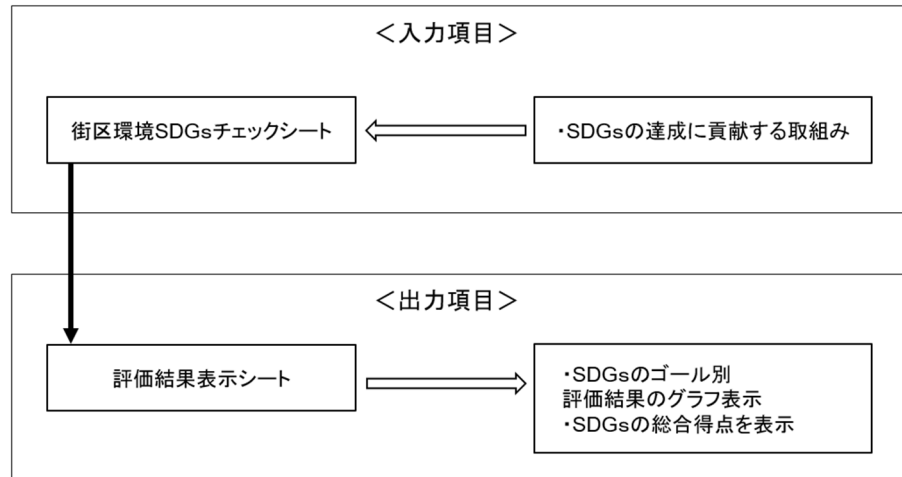 ＜入力項目＞
街区環境SDGsチェックシート
・SDGsの達成に貢献する取組み
＜出力項目＞
評価結果表示シート
・SDGsのゴール別
評価結果のグラフ表示
・SDGsの総合得点を表示